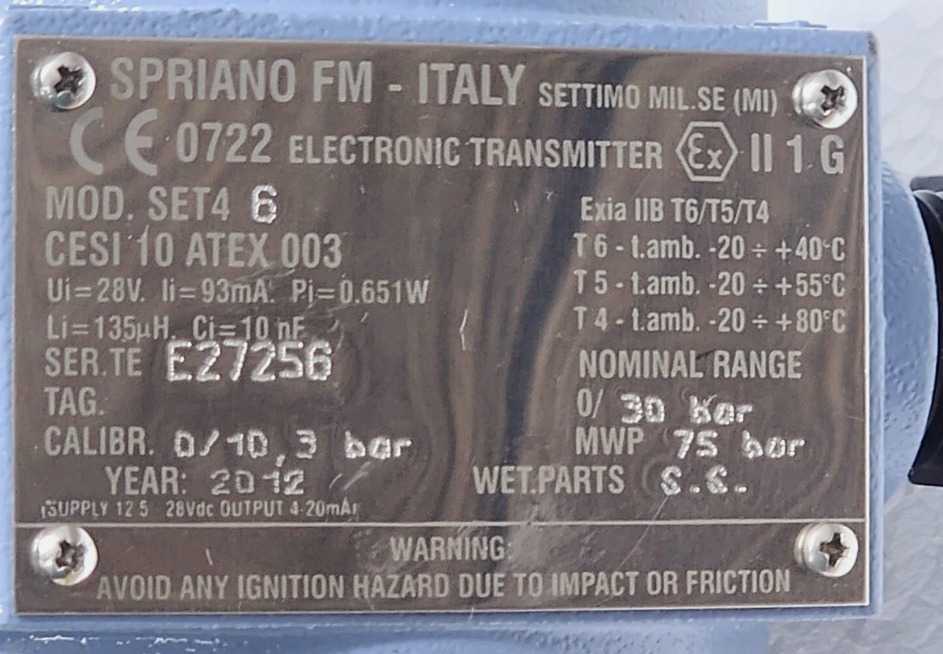 SPRIANO FM - ITALY SETTIMO MIL.SE (MI)
CE 0722 ELECTRONIC TRANSMITTER Ex II 1 G
MOD. SET4 6
CESI 10 ATEX 003
Ui=28V. Ii=93mA. Pi=0.651W
Li=135µH. Ci=10 nF
SER.TE E27256
TAG.
CALIBR. 0/10,3 bar
YEAR: 2012
SUPPLY 12 5 28Vdc OUTPUT 4-20mA
Exia IIB T6/T5/T4
T 6 - t.amb. -20 ÷ +40°C
T 5 - t.amb. -20 ÷ +55°C
T 4 - t.amb. -20 ÷ +80°C
NOMINAL RANGE
0/ 30 bar
MWP 75 bar
WET.PARTS S.S.
WARNING:
AVOID ANY IGNITION HAZARD DUE TO IMPACT OR FRICTION